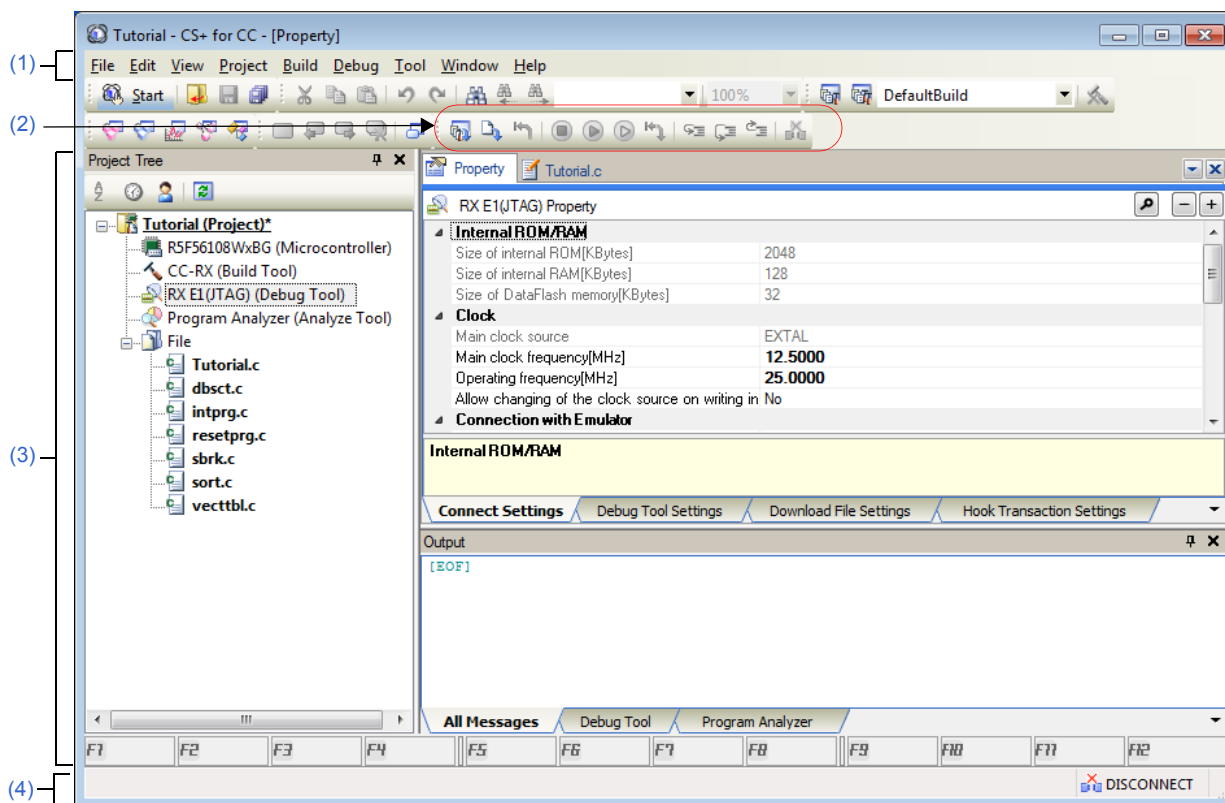 Tutorial - CS+ for CC - [Property]
(1)
File Edit View Project Build Debug Tool Window Help
Start 100% DefaultBuild
(2)
(3)
Project Tree
Tutorial (Project)*
R5F56108WxBG (Microcontroller)
CC-RX (Build Tool)
RX E1(JTAG) (Debug Tool)
Program Analyzer (Analyze Tool)
File
Tutorial.c
dbsct.c
intprg.c
resetprg.c
sbrk.c
sort.c
vecttbl.c
Property Tutorial.c
RX E1(JTAG) Property
Internal ROM/RAM
Size of internal ROM[KBytes] 2048
Size of internal RAM[KBytes] 128
Size of DataFlash memory[KBytes] 32
Clock
Main clock source EXTAL
Main clock frequency[MHz] 12.5000
Operating frequency[MHz] 25.0000
Allow changing of the clock source on writing in No
Connection with Emulator
Internal ROM/RAM
Connect Settings Debug Tool Settings Download File Settings Hook Transaction Settings
Output
[EOF]
All Messages Debug Tool Program Analyzer
F1 F2 F3 F4 F5 F6 F7 F8 F9 F10 F11 F12
(4)
DISCONNECT